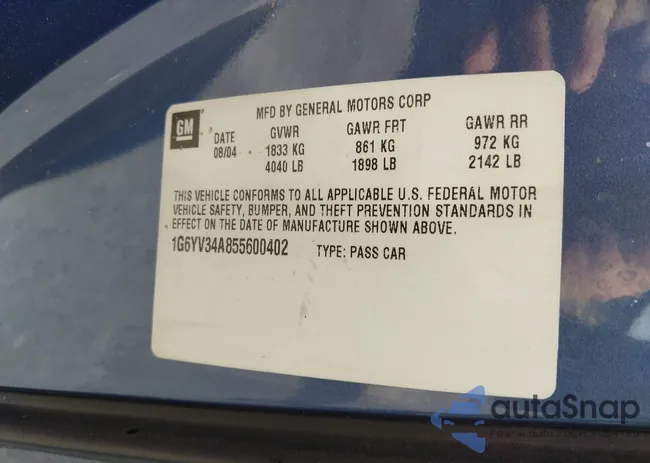 MFD BY GENERAL MOTORS CORP
GM
DATE GVWR GAWR FRT GAWR RR
08/04 1833 KG 861 KG 972 KG
4040 LB 1898 LB 2142 LB
THIS VEHICLE CONFORMS TO ALL APPLICABLE U.S. FEDERAL MOTOR
VEHICLE SAFETY, BUMPER, AND THEFT PREVENTION STANDARDS IN
EFFECT ON THE DATE OF MANUFACTURE SHOWN ABOVE.
1G6YV34A855600402 TYPE: PASS CAR
autaSnap